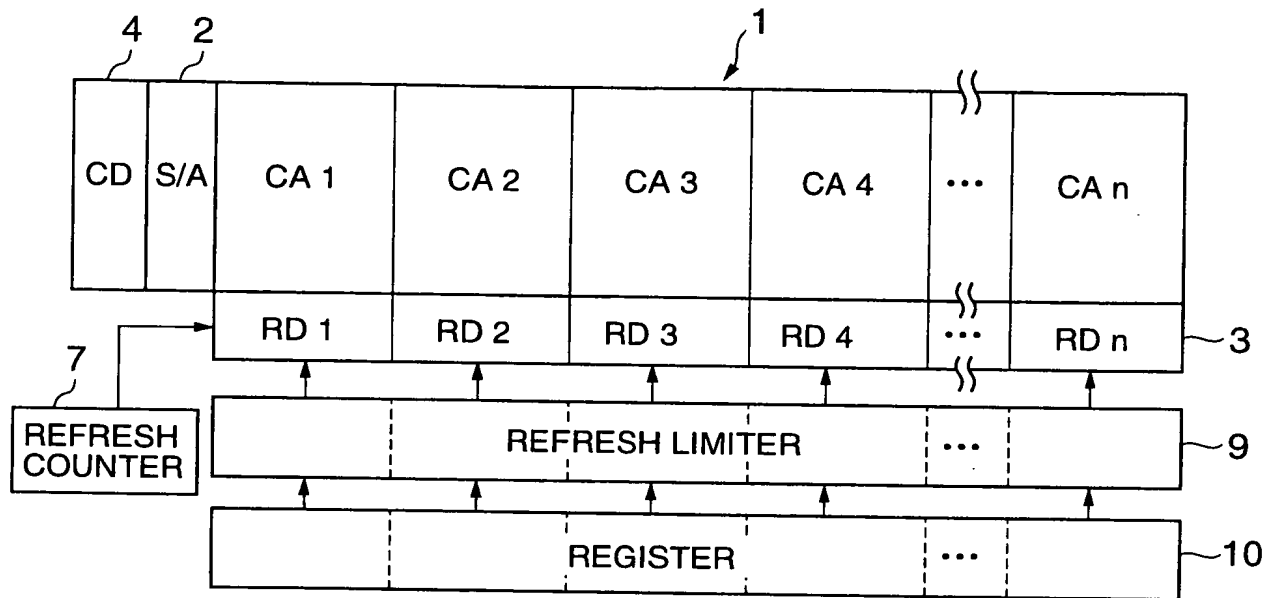 4 2 1
CD S/A CA 1 CA 2 CA 3 CA 4 ••• CA n
RD 1 RD 2 RD 3 RD 4 ••• RD n 3
7
REFRESH
COUNTER
REFRESH LIMITER ••• 9
REGISTER ••• 10